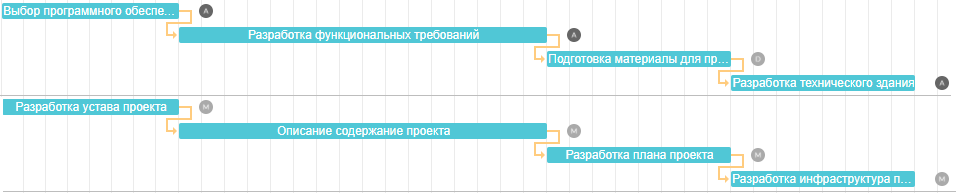 Выбор программного обеспе...
A
Разработка функциональных требований
A
Подготовка материалы для пр...
D
Разработка технического здания
A
Разработка устава проекта
M
Описание содержание проекта
M
Разработка плана проекта
M
Разработка инфраструктура п...
M